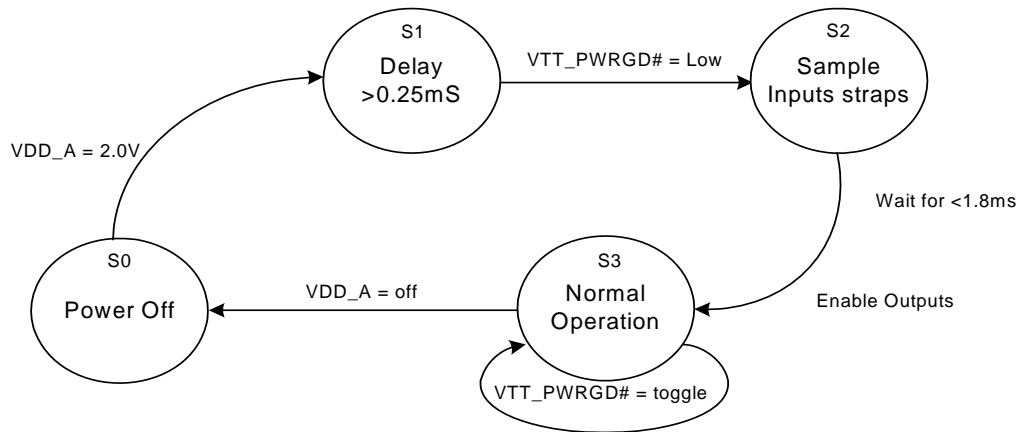 S1
Delay
>0.25mS
VTT_PWRGD# = Low
S2
Sample
Inputs straps
VDD_A = 2.0V
Wait for <1.8ms
S0
Power Off
VDD_A = off
S3
Normal
Operation
Enable Outputs
VTT_PWRGD# = toggle